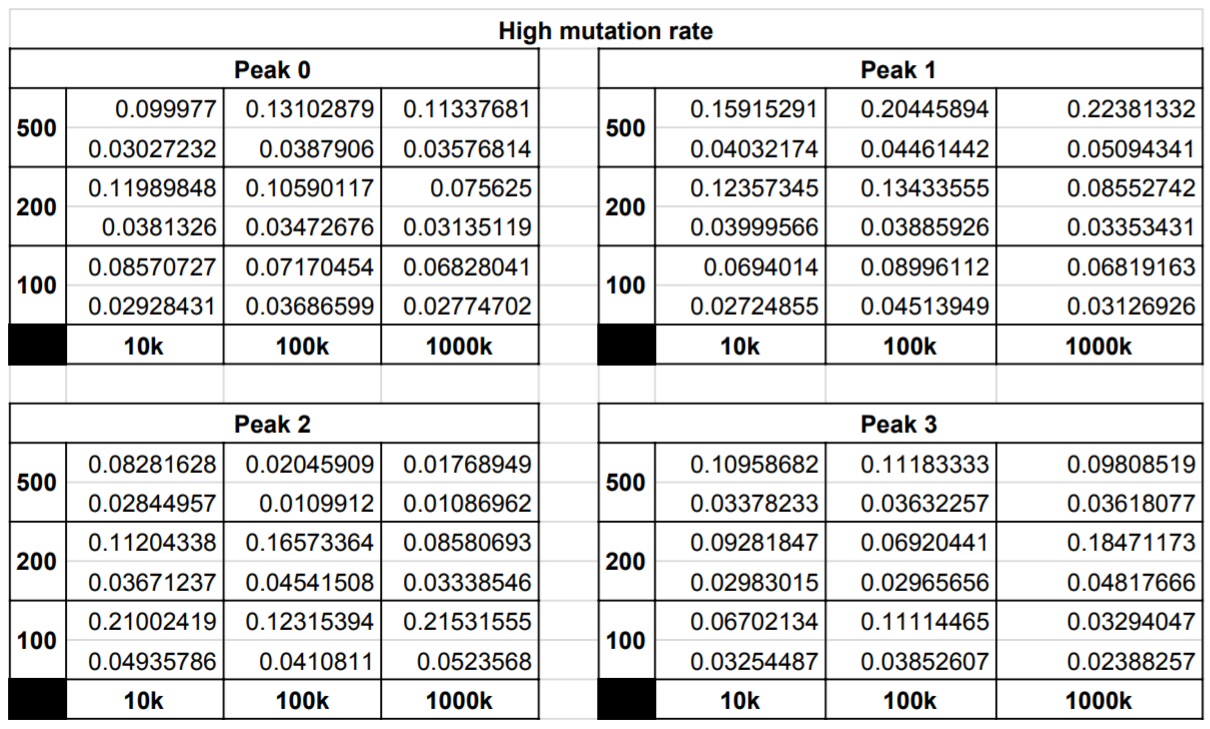 High mutation rate
Peak 0 Peak 1
500 0.099977 0.13102879 0.11337681 500 0.15915291 0.20445894 0.22381332
0.03027232 0.0387906 0.03576814 0.04032174 0.04461442 0.05094341
200 0.11989848 0.10590117 0.075625 200 0.12357345 0.13433555 0.08552742
0.0381326 0.03472676 0.03135119 0.03999566 0.03885926 0.03353431
100 0.08570727 0.07170454 0.06828041 100 0.0694014 0.08996112 0.06819163
0.02928431 0.03686599 0.02774702 0.02724855 0.04513949 0.03126926
10k 100k 1000k 10k 100k 1000k
Peak 2 Peak 3
500 0.08281628 0.02045909 0.01768949 500 0.10958682 0.11183333 0.09808519
0.02844957 0.0109912 0.01086962 0.03378233 0.03632257 0.03618077
200 0.11204338 0.16573364 0.08580693 200 0.09281847 0.06920441 0.18471173
0.03671237 0.04541508 0.03338546 0.02983015 0.02965656 0.04817666
100 0.21002419 0.12315394 0.21531555 100 0.06702134 0.11114465 0.03294047
0.04935786 0.0410811 0.0523568 0.03254487 0.03852607 0.02388257
10k 100k 1000k 10k 100k 1000k